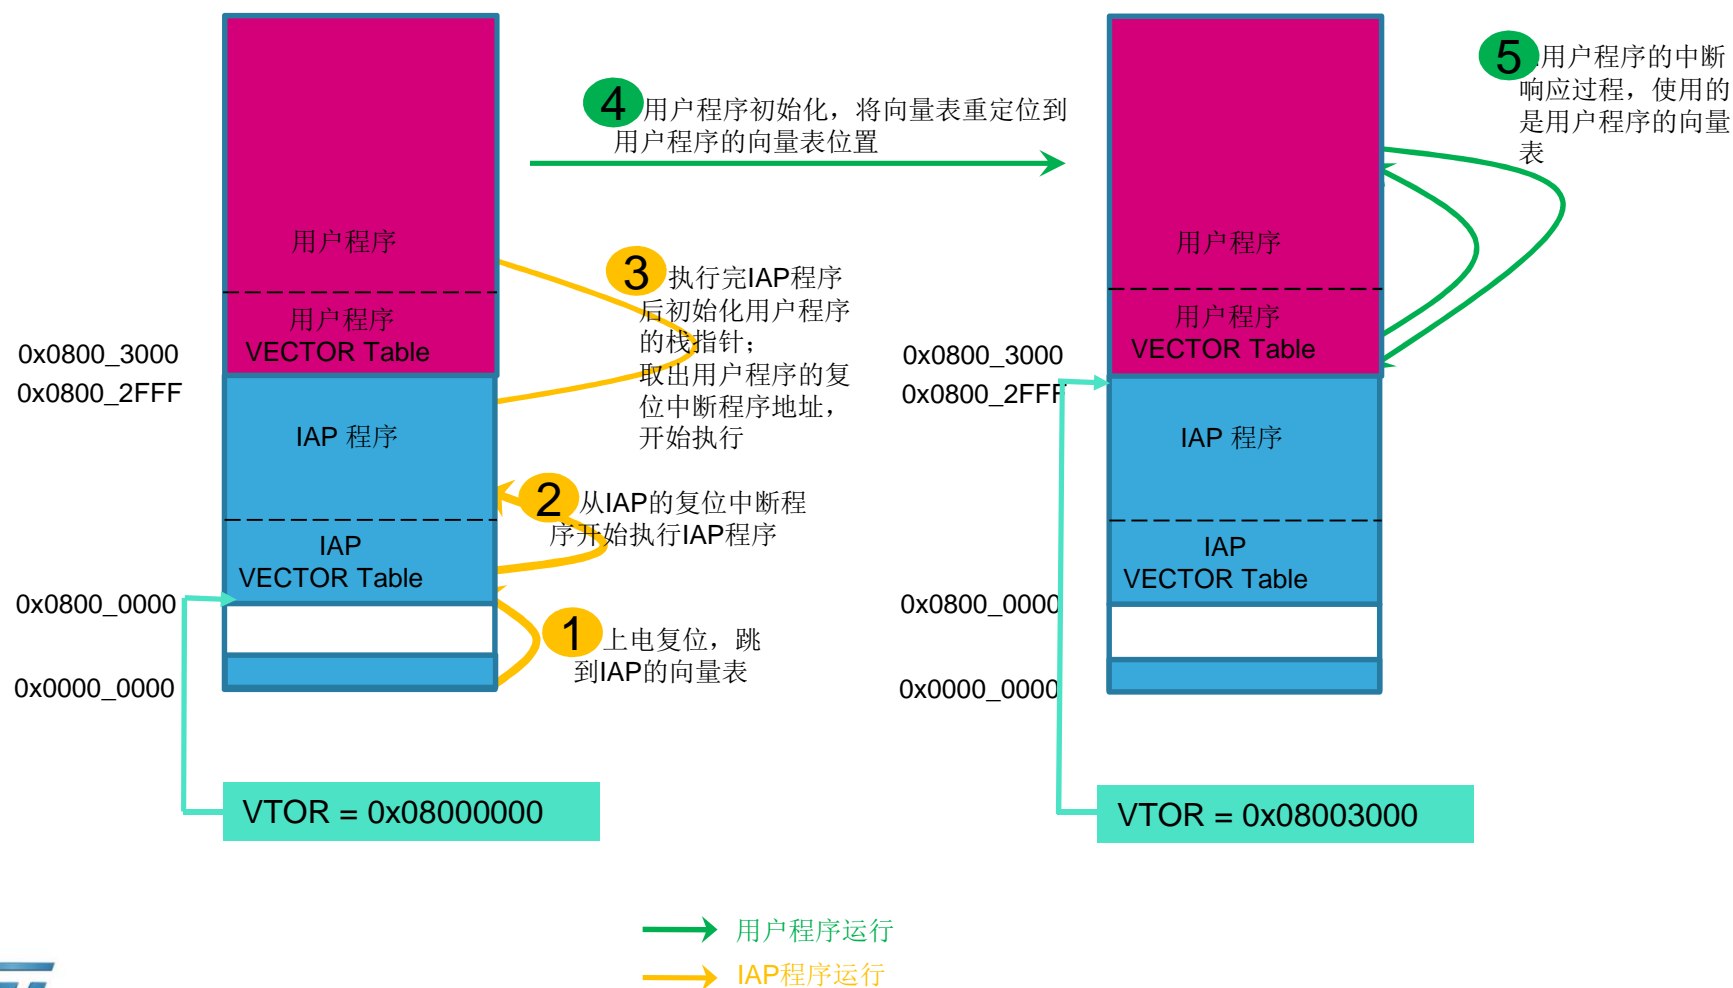 4
用户程序初始化，将向量表重定位到
用户程序的向量表位置
5
用户程序的中断
响应过程，使用的
是用户程序的向量
表
用户程序
用户程序
VECTOR Table
0x0800_3000
0x0800_2FFF
IAP 程序
IAP
VECTOR Table
0x0800_0000
0x0000_0000
VTOR = 0x08000000
3
执行完IAP程序
后初始化用户程序
的栈指针；
取出用户程序的复
位中断程序地址，
开始执行
2
从IAP的复位中断程
序开始执行IAP程序
1
上电复位，跳
到IAP的向量表
用户程序
用户程序
VECTOR Table
0x0800_3000
0x0800_2FFF
IAP 程序
IAP
VECTOR Table
0x0800_0000
0x0000_0000
VTOR = 0x08003000
用户程序运行
IAP程序运行